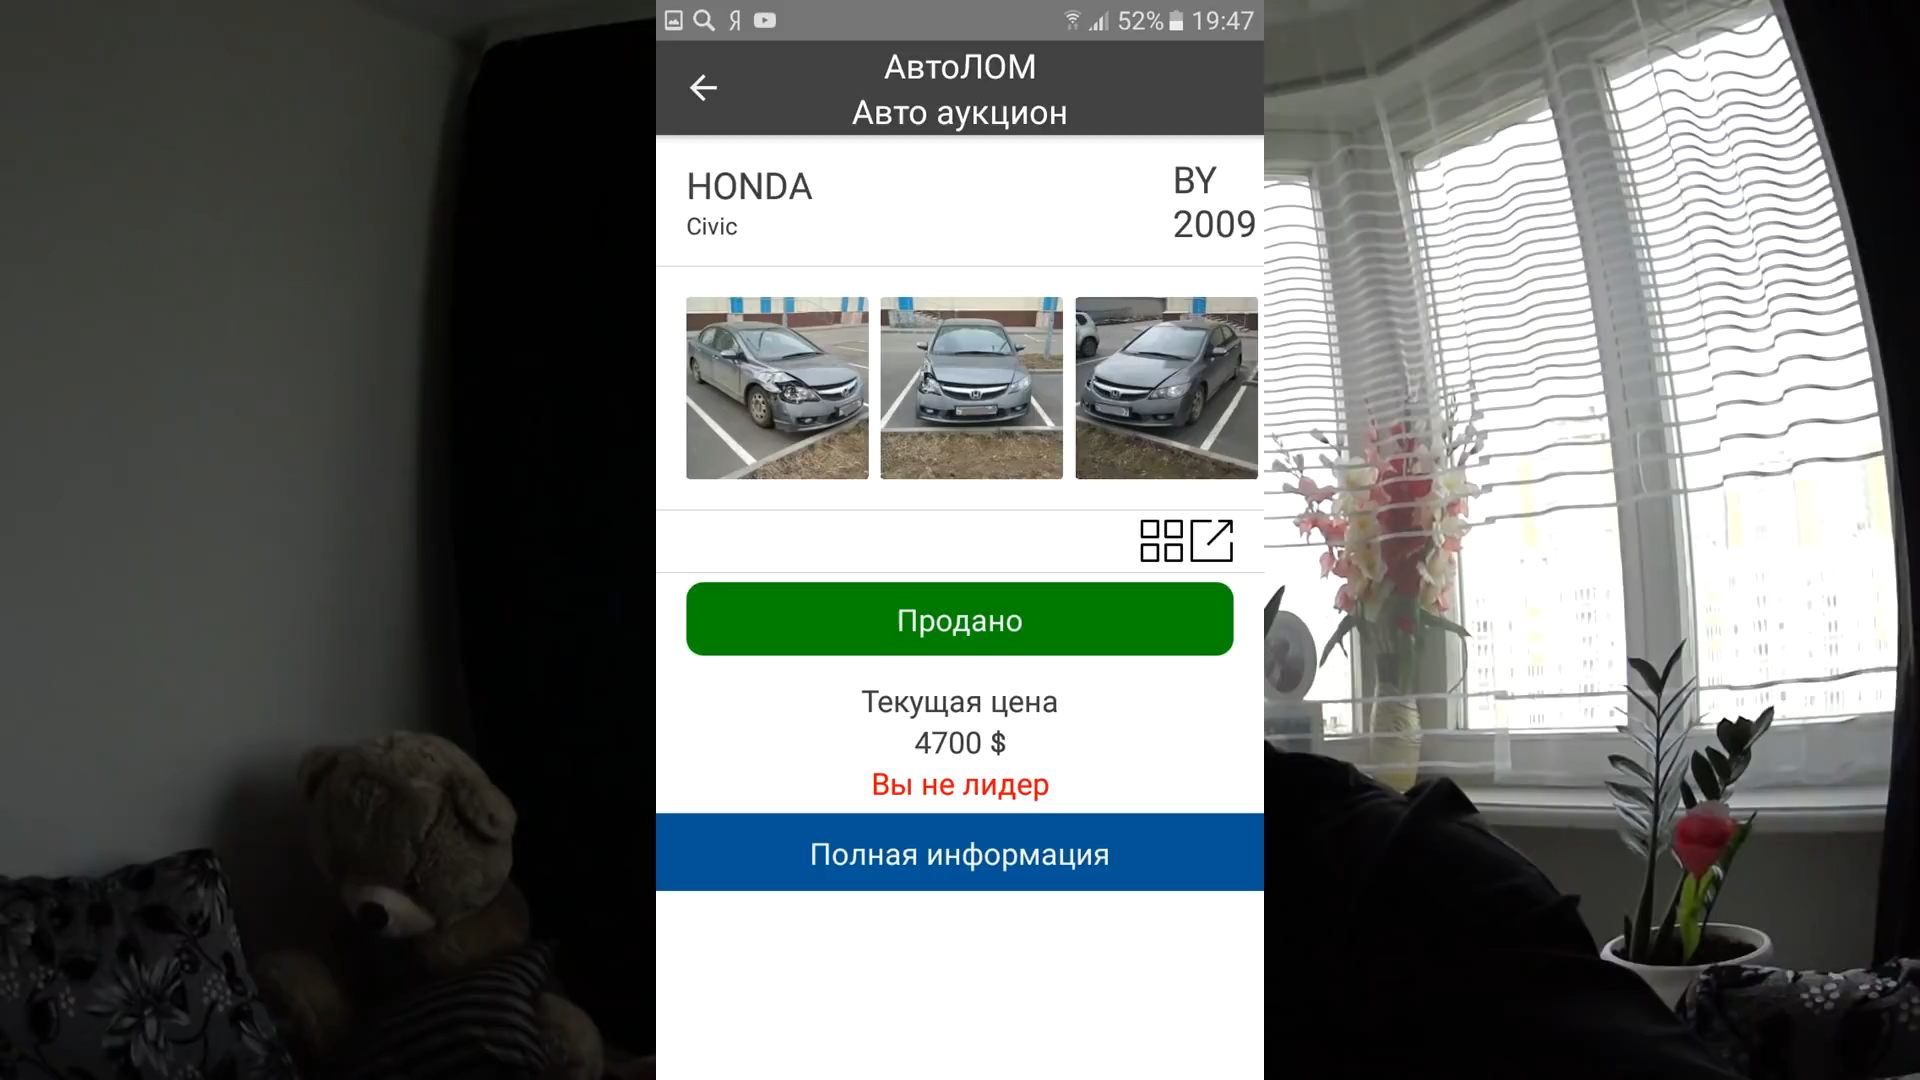 52% 19:47
АвтоЛОМ
Авто аукцион
HONDA
Civic
BY
2009
Продано
Текущая цена
4700 $
Вы не лидер
Полная информация